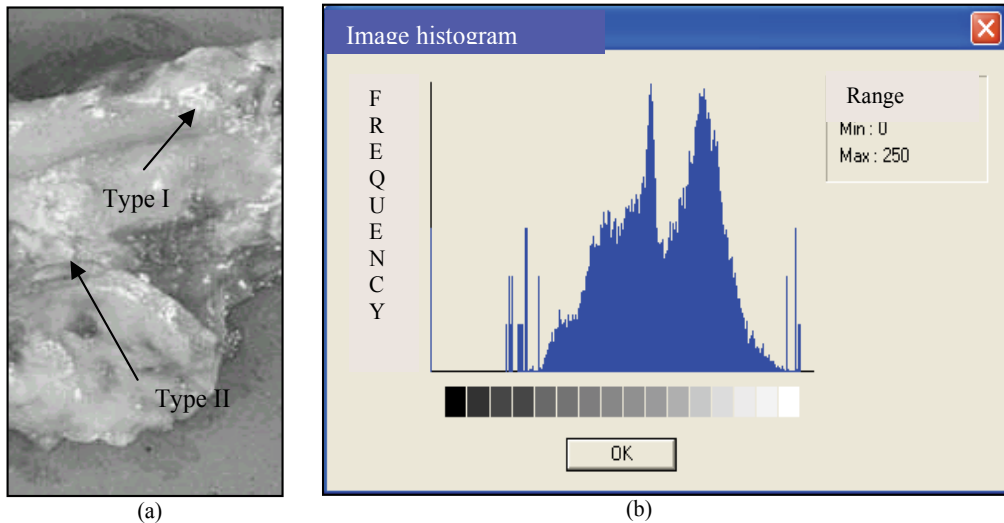 Type I
Type II
(a)
Image histogram
F
R
E
Q
U
E
N
C
Y
Range
Min : 0
Max : 250
OK
(b)